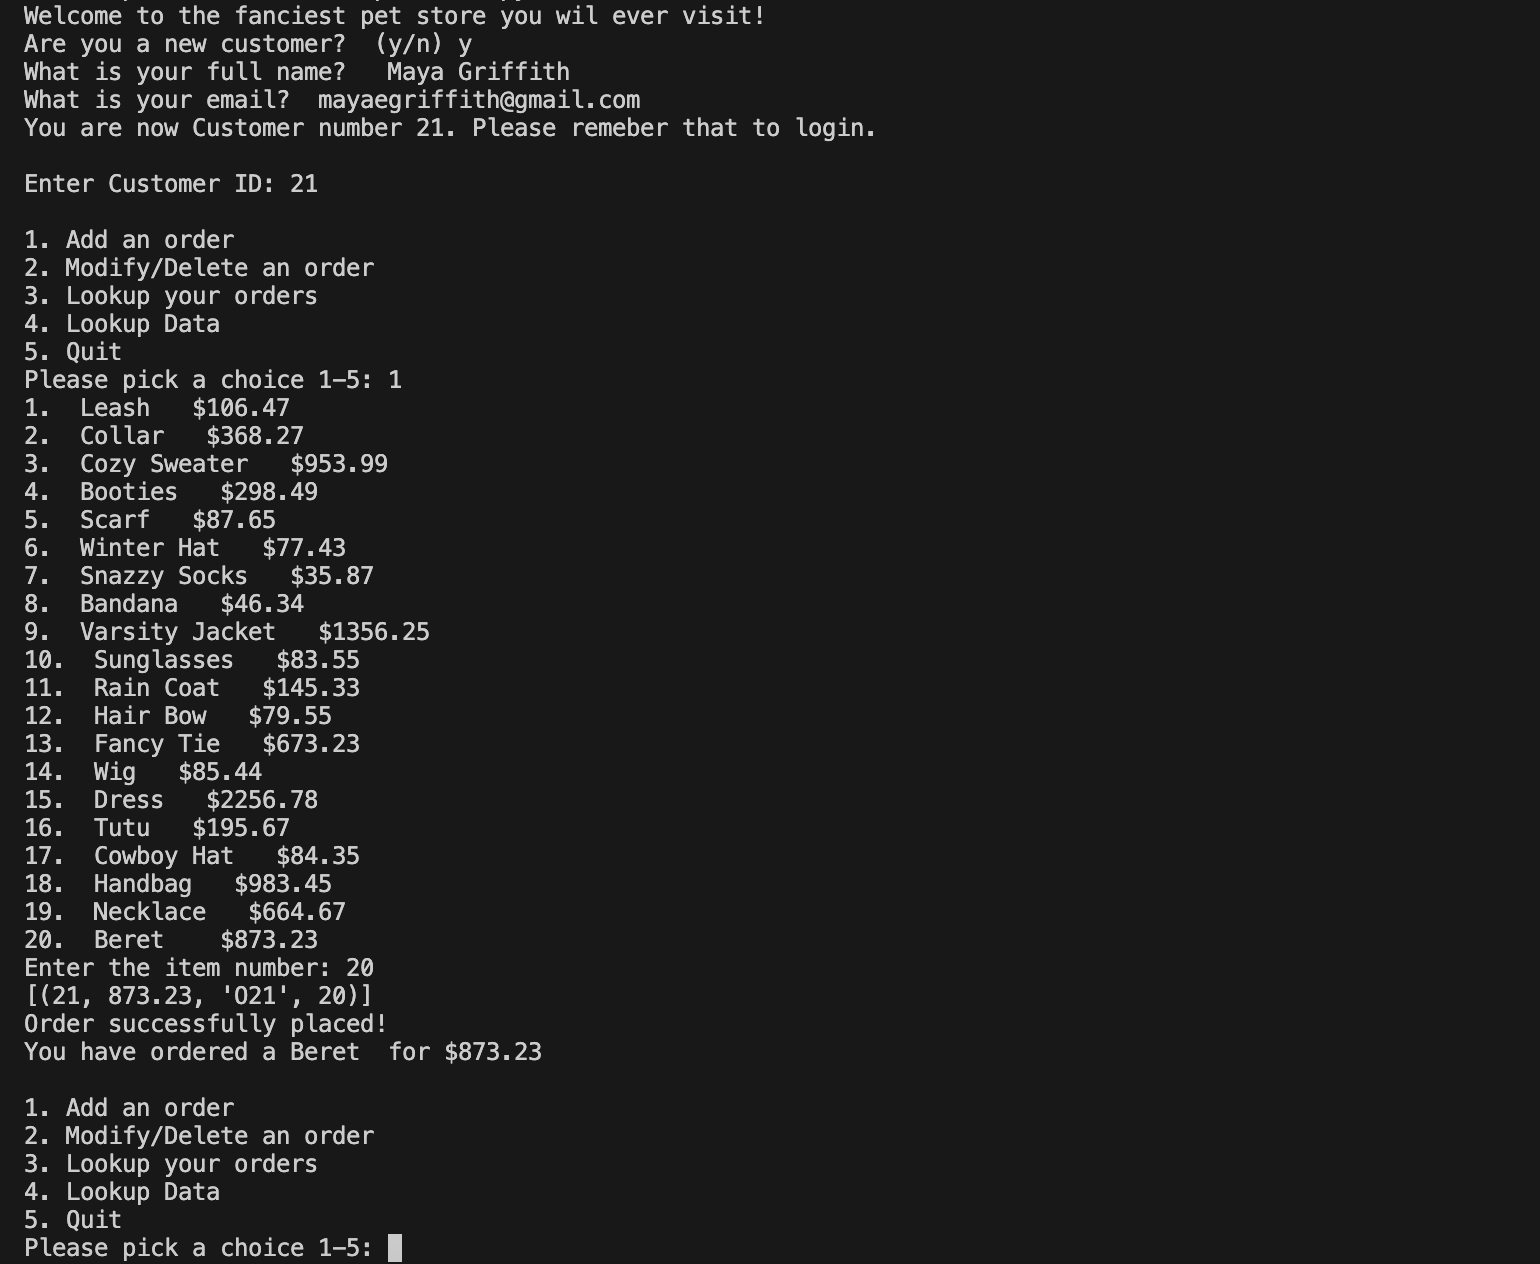 Welcome to the fanciest pet store you wil ever visit!
Are you a new customer?  (y/n) y
What is your full name?   Maya Griffith
What is your email?  mayaegriffith@gmail.com
You are now Customer number 21. Please remeber that to login.
Enter Customer ID: 21
1. Add an order
2. Modify/Delete an order
3. Lookup your orders
4. Lookup Data
5. Quit
Please pick a choice 1-5: 1
1.  Leash   $106.47
2.  Collar   $368.27
3.  Cozy Sweater   $953.99
4.  Booties   $298.49
5.  Scarf   $87.65
6.  Winter Hat   $77.43
7.  Snazzy Socks   $35.87
8.  Bandana   $46.34
9.  Varsity Jacket   $1356.25
10.  Sunglasses   $83.55
11.  Rain Coat   $145.33
12.  Hair Bow   $79.55
13.  Fancy Tie   $673.23
14.  Wig   $85.44
15.  Dress   $2256.78
16.  Tutu   $195.67
17.  Cowboy Hat   $84.35
18.  Handbag   $983.45
19.  Necklace   $664.67
20.  Beret    $873.23
Enter the item number: 20
[(21, 873.23, 'O21', 20)]
Order successfully placed!
You have ordered a Beret  for $873.23
1. Add an order
2. Modify/Delete an order
3. Lookup your orders
4. Lookup Data
5. Quit
Please pick a choice 1-5: